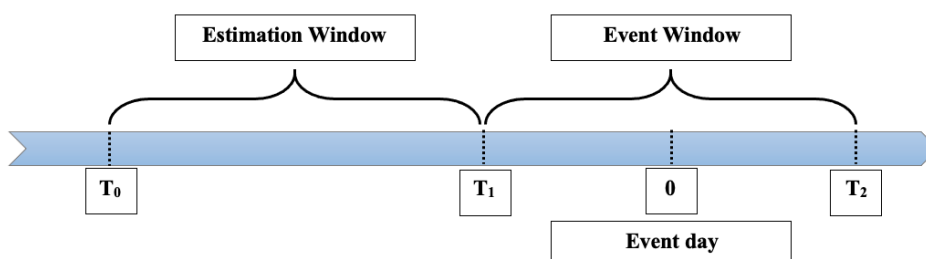 Estimation Window
Event Window
T₀
T₁
0
T₂
Event day